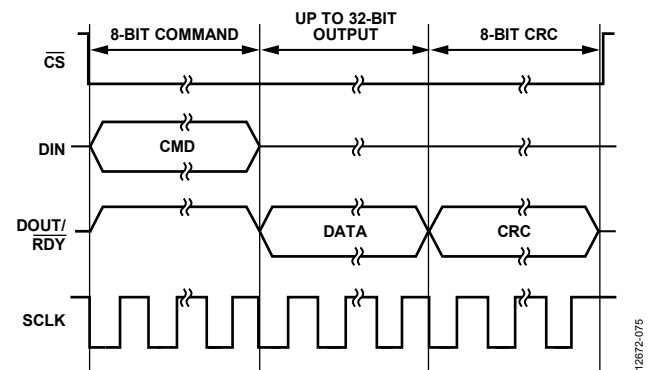 8-BIT COMMAND
UP TO 32-BIT
OUTPUT
8-BIT CRC
CS
DIN
CMD
DOUT/
RDY
DATA
CRC
SCLK
12672-075